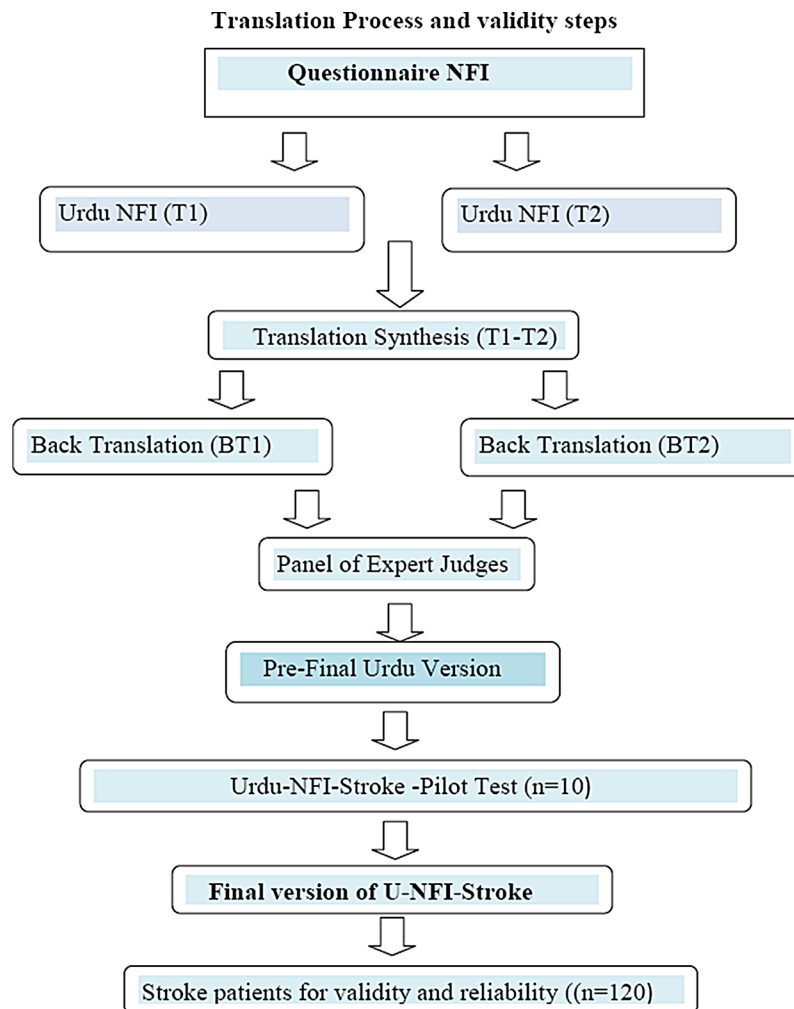 Translation Process and validity steps
Questionnaire NFI
Urdu NFI (T1)
Urdu NFI (T2)
Translation Synthesis (T1-T2)
Back Translation (BT1)
Back Translation (BT2)
Panel of Expert Judges
Pre-Final Urdu Version
Urdu-NFI-Stroke -Pilot Test (n=10)
Final version of U-NFI-Stroke
Stroke patients for validity and reliability ((n=120)